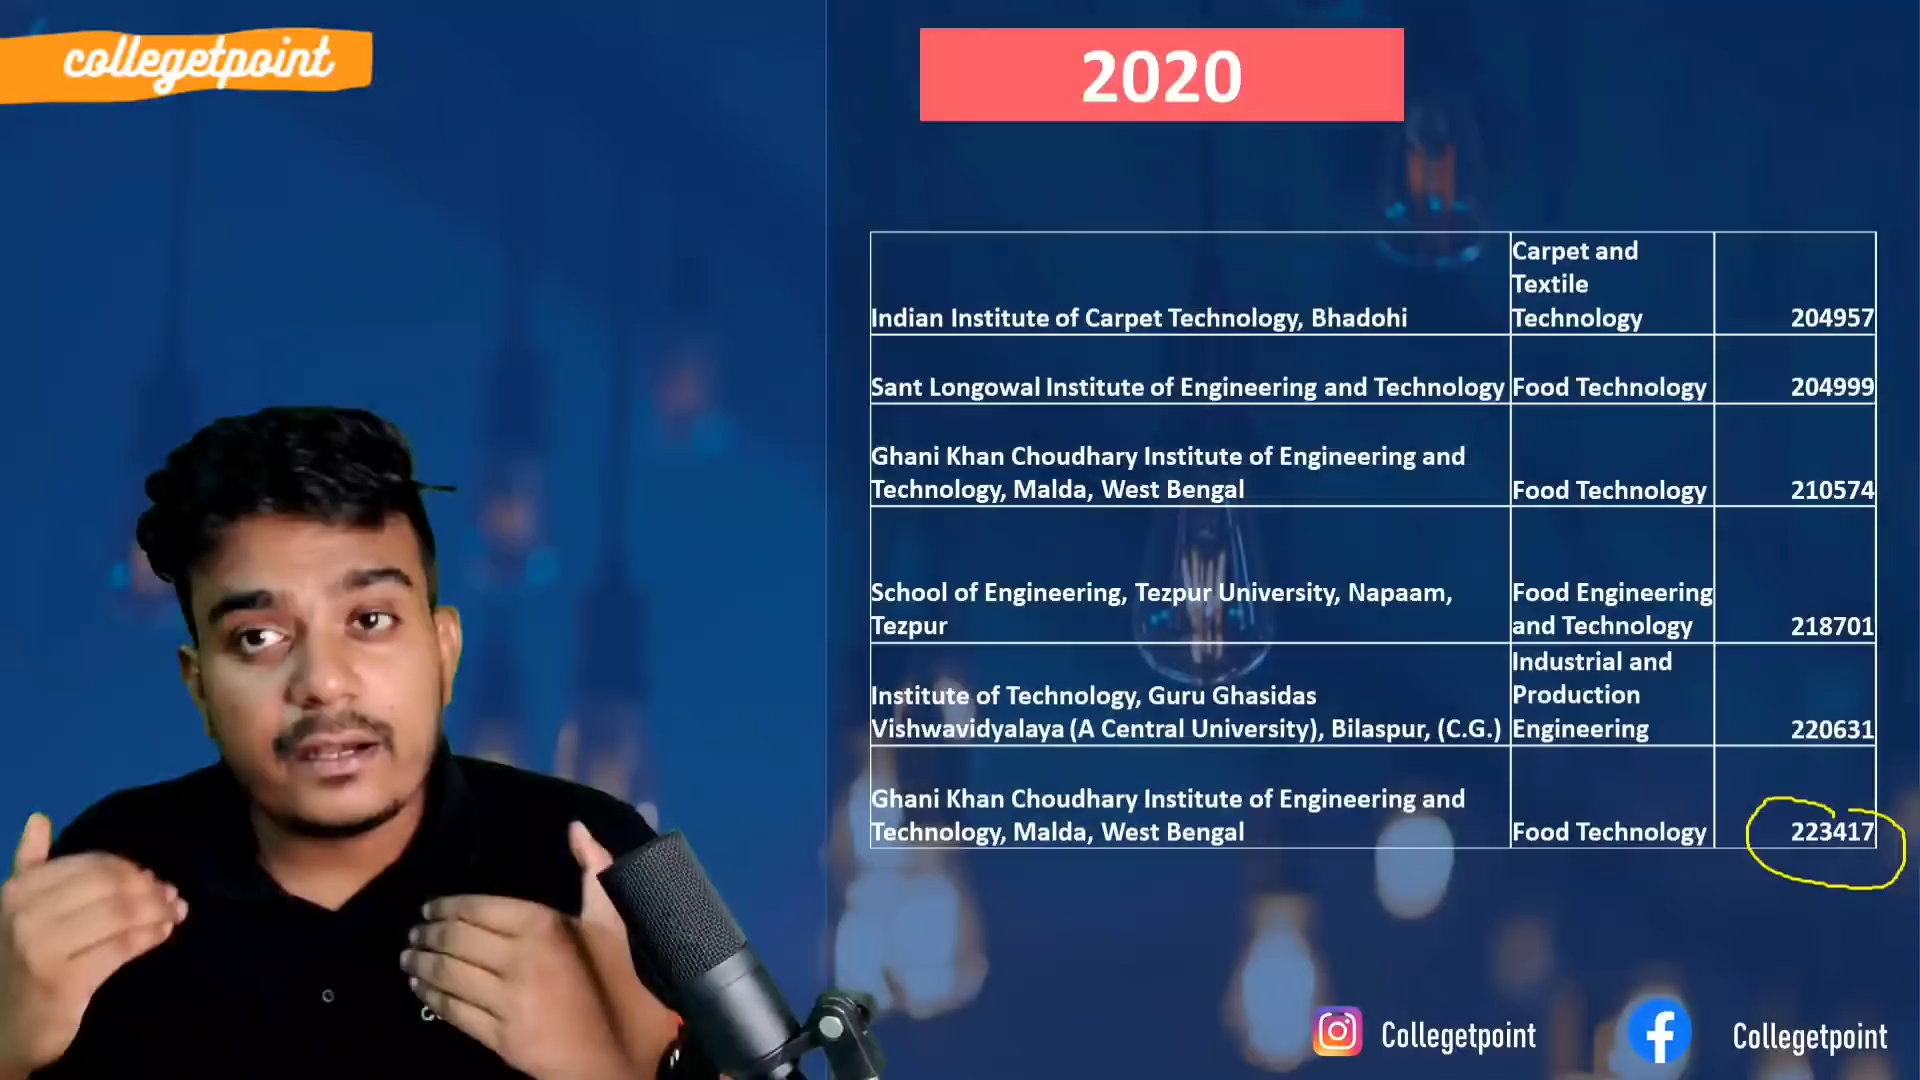 collegetpoint
2020
Carpet and
Textile
Indian Institute of Carpet Technology, Bhadohi Technology 204957
Sant Longowal Institute of Engineering and Technology Food Technology 204999
Ghani Khan Choudhary Institute of Engineering and
Technology, Malda, West Bengal Food Technology 210574
School of Engineering, Tezpur University, Napaam, Food Engineering
Tezpur and Technology 218701
Industrial and
Institute of Technology, Guru Ghasidas Production
Vishwavidyalaya (A Central University), Bilaspur, (C.G.) Engineering 220631
Ghani Khan Choudhary Institute of Engineering and
Technology, Malda, West Bengal Food Technology 223417
Collegetpoint Collegetpoint